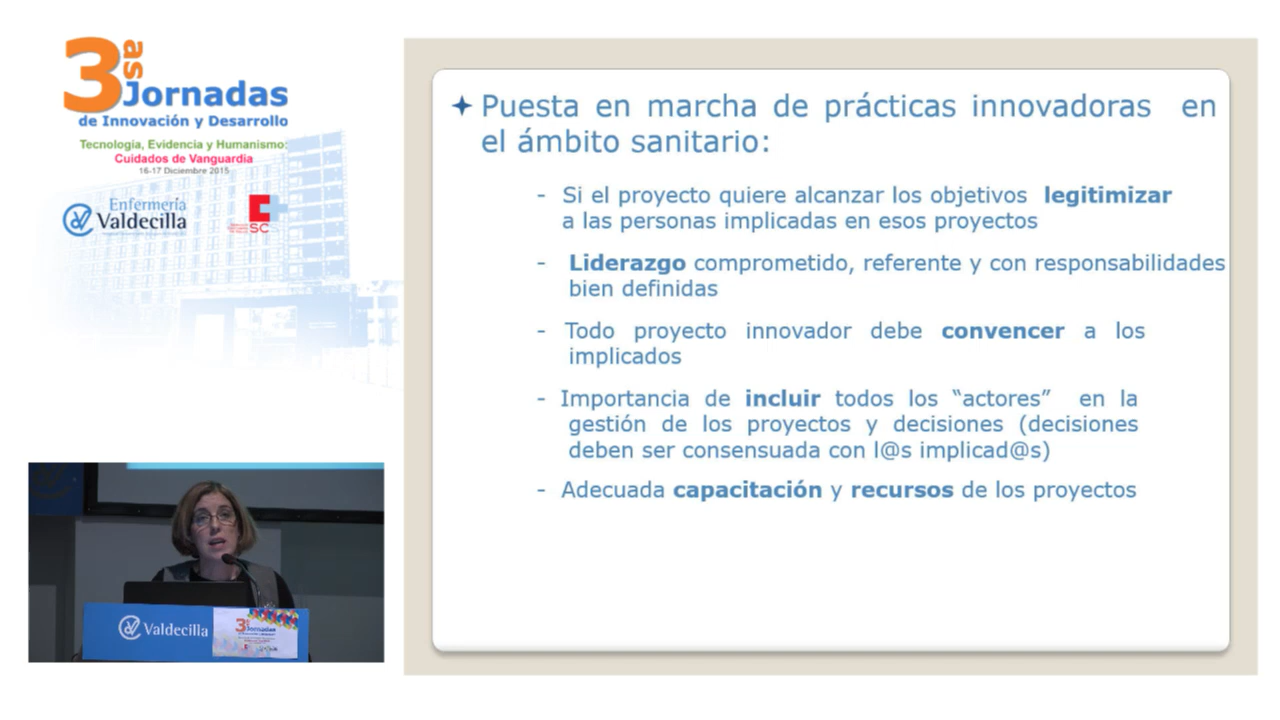 3as
Jornadas
de Innovación y Desarrollo
Tecnología, Evidencia y Humanismo:
Cuidados de Vanguardia
16-17 Diciembre 2015
Enfermería
Valdecilla
SC
Puesta en marcha de prácticas innovadoras en
el ámbito sanitario:
- Si el proyecto quiere alcanzar los objetivos legitimizar
a las personas implicadas en esos proyectos
- Liderazgo comprometido, referente y con responsabilidades
bien definidas
- Todo proyecto innovador debe convencer a los
implicados
- Importancia de incluir todos los “actores” en la
gestión de los proyectos y decisiones (decisiones
deben ser consensuada con l@s implicad@s)
- Adecuada capacitación y recursos de los proyectos
Valdecilla
3as Jornadas